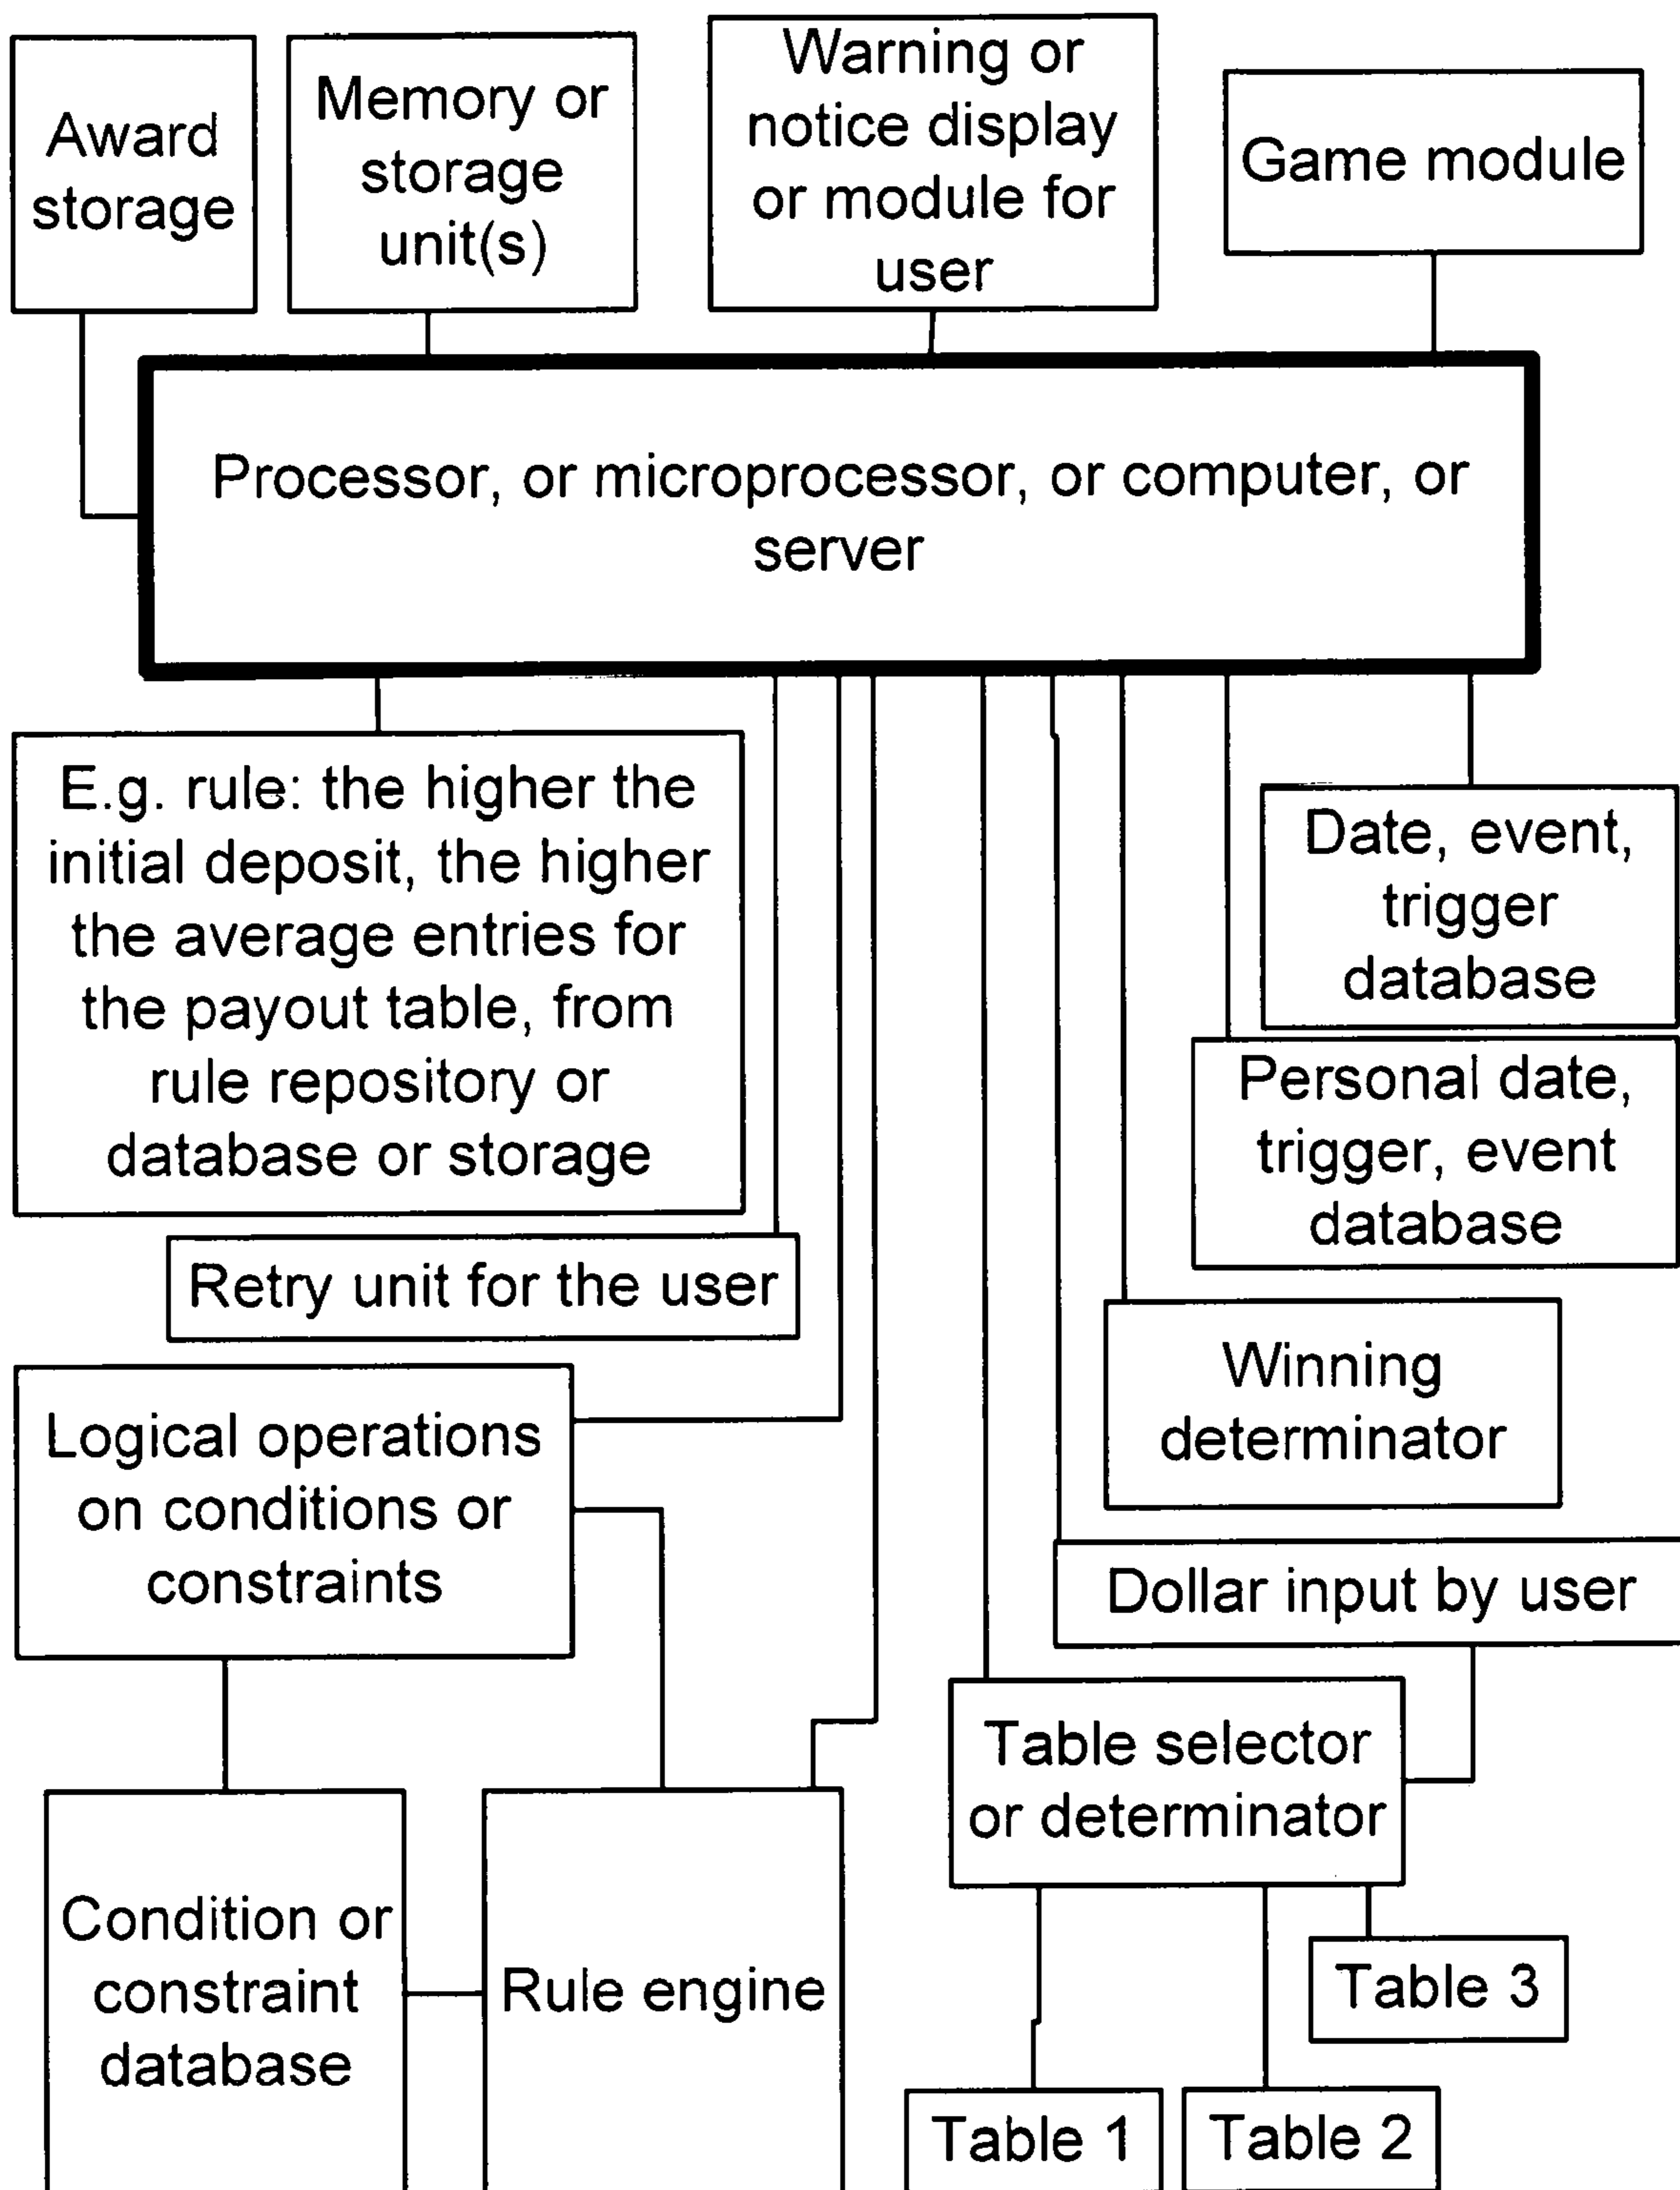 Award
storage
Memory or
storage
unit(s)
Warning or
notice display
or module for
user
Game module
Processor, or microprocessor, or computer, or
server
E.g. rule: the higher the
initial deposit, the higher
the average entries for
the payout table, from
rule repository or
database or storage
Date, event,
trigger
database
Personal date,
trigger, event
database
Retry unit for the user
Winning
determinator
Logical operations
on conditions or
constraints
Dollar input by user
Table selector
or determinator
Condition or
constraint
database
Rule engine
Table 3
Table 1
Table 2